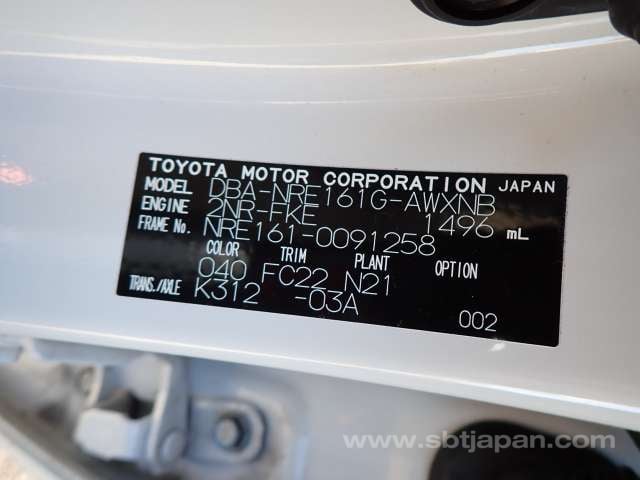 TOYOTA MOTOR CORPORATION JAPAN
MODEL DBA-NRE161G-AWXNB
ENGINE 2NR-FKE 1496 mL
FRAME No. NRE161-0091258
COLOR TRIM PLANT OPTION
040 FC22 N21
TRANS./AXLE K312 -03A
002
www.sbtjapan.com